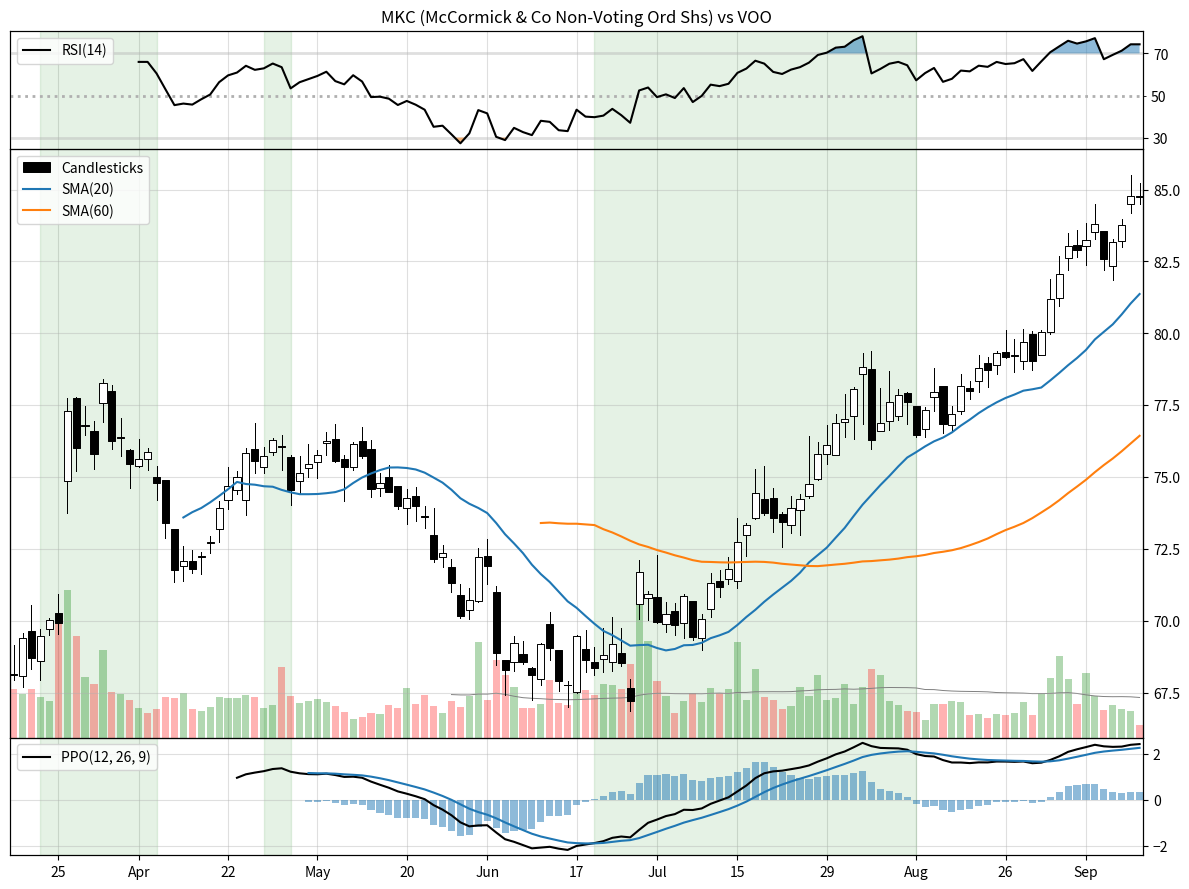 MKC (McCormick & Co Non-Voting Ord Shs) vs VOO
RSI(14)
70
50
30
Candlesticks
SMA(20)
SMA(60)
85.0
82.5
80.0
77.5
75.0
72.5
70.0
67.5
PPO(12, 26, 9)
2
0
−2
25 Apr 22 May 20 Jun 17 Jul 15 29 Aug 26 Sep